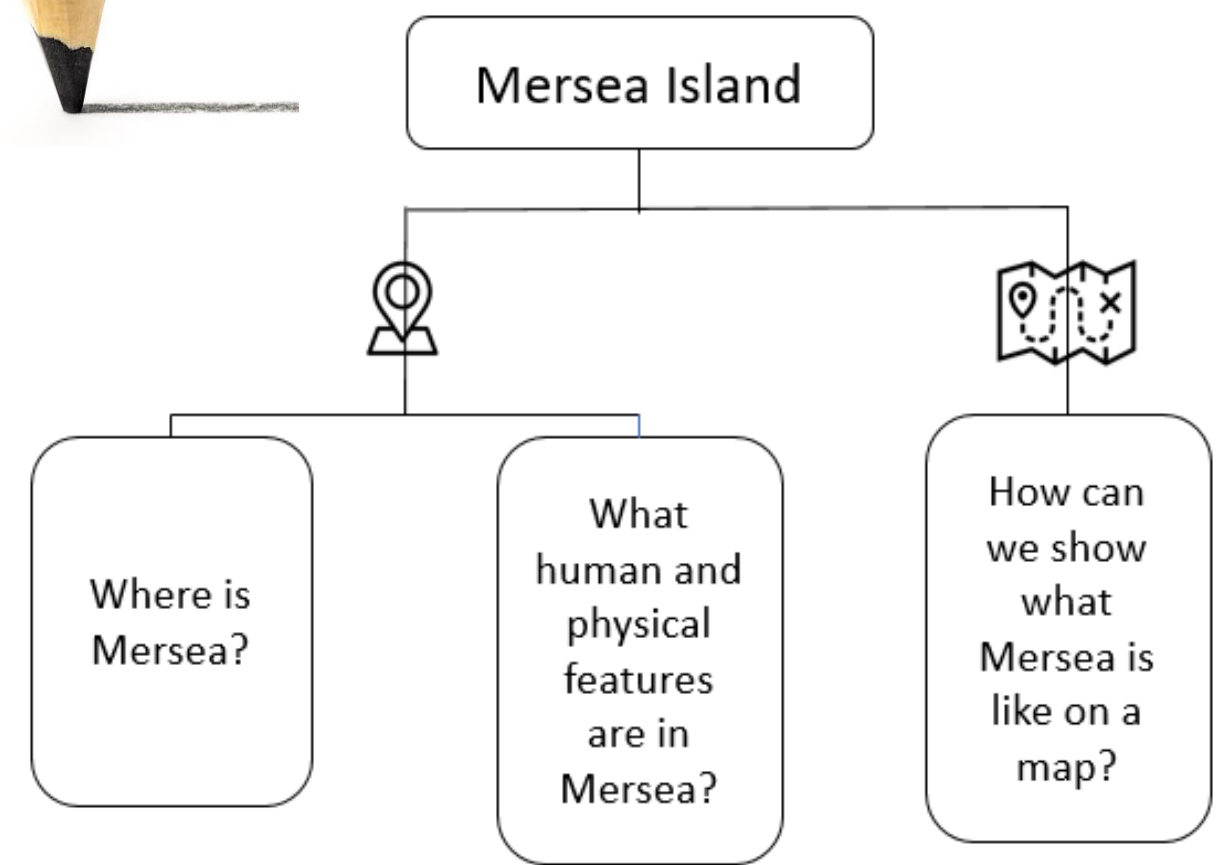 Mersea Island
Where is
Mersea?
What
human and
physical
features
are in
Mersea?
How can
we show
what
Mersea is
like on a
map?